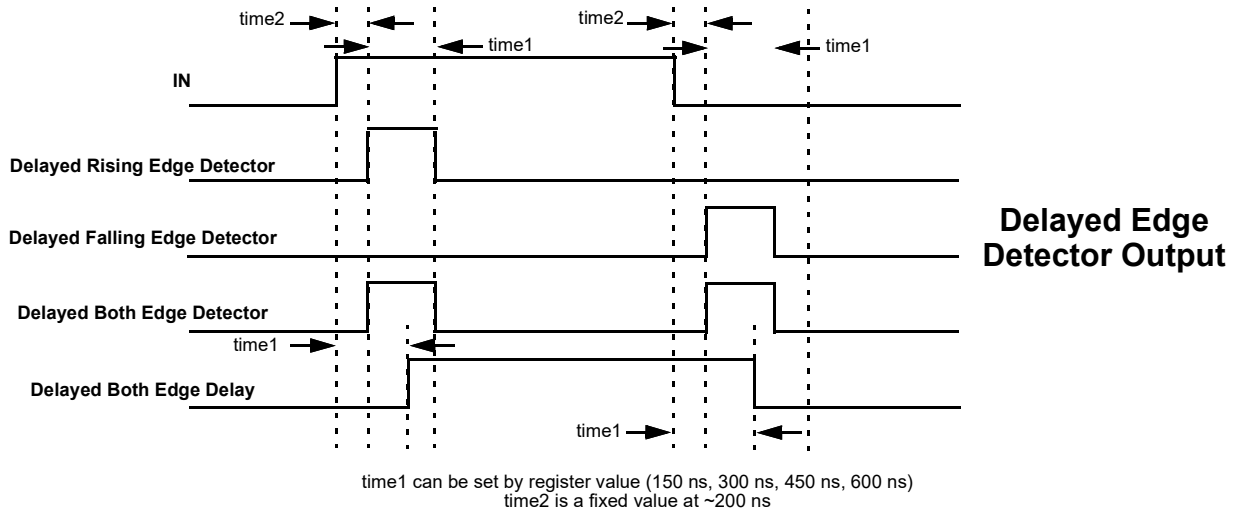 time2
time2
time1
time1
IN
Delayed Rising Edge Detector
Delayed Falling Edge Detector
Delayed Edge
Detector Output
Delayed Both Edge Detector
time1
Delayed Both Edge Delay
time1
time1 can be set by register value (150 ns, 300 ns, 450 ns, 600 ns)
time2 is a fixed value at ~200 ns